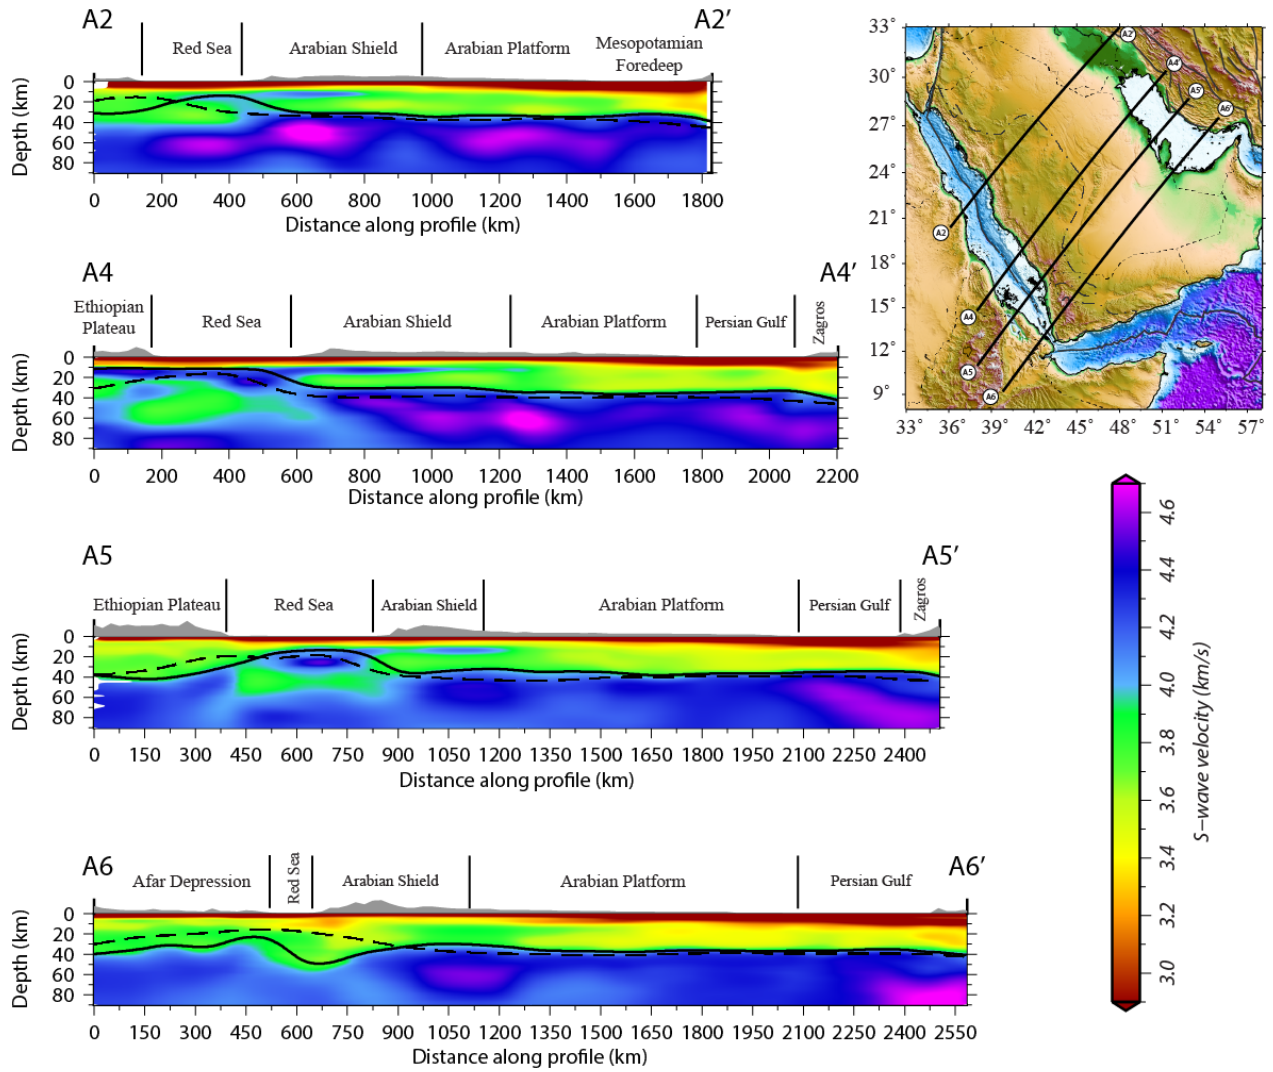 A2
A2′
Red Sea
Arabian Shield
Arabian Platform
Mesopotamian
Foredeep
Depth (km)
0
20
40
60
80
0 200 400 600 800 1000 1200 1400 1600 1800
Distance along profile (km)
A4
A4′
Ethiopian
Plateau
Red Sea
Arabian Shield
Arabian Platform
Persian Gulf
Zagros
Depth (km)
0
20
40
60
80
0 200 400 600 800 1000 1200 1400 1600 1800 2000 2200
Distance along profile (km)
A5
A5′
Ethiopian Plateau
Red Sea
Arabian Shield
Arabian Platform
Persian Gulf
Zagros
Depth (km)
0
20
40
60
80
0 150 300 450 600 750 900 1050 1200 1350 1500 1650 1800 1950 2100 2250 2400
Distance along profile (km)
A6
A6′
Afar Depression
Red Sea
Arabian Shield
Arabian Platform
Persian Gulf
Depth (km)
0
20
40
60
80
0 150 300 450 600 750 900 1050 1200 1350 1500 1650 1800 1950 2100 2250 2400 2550
Distance along profile (km)
33°
30°
27°
24°
21°
18°
15°
12°
9°
33° 36° 39° 42° 45° 48° 51° 54° 57°
A2′
A4′
A5′
A6′
A2
A4
A5
A6
4.6
4.4
4.2
4.0
3.8
3.6
3.4
3.2
3.0
S−wave velocity (km/s)